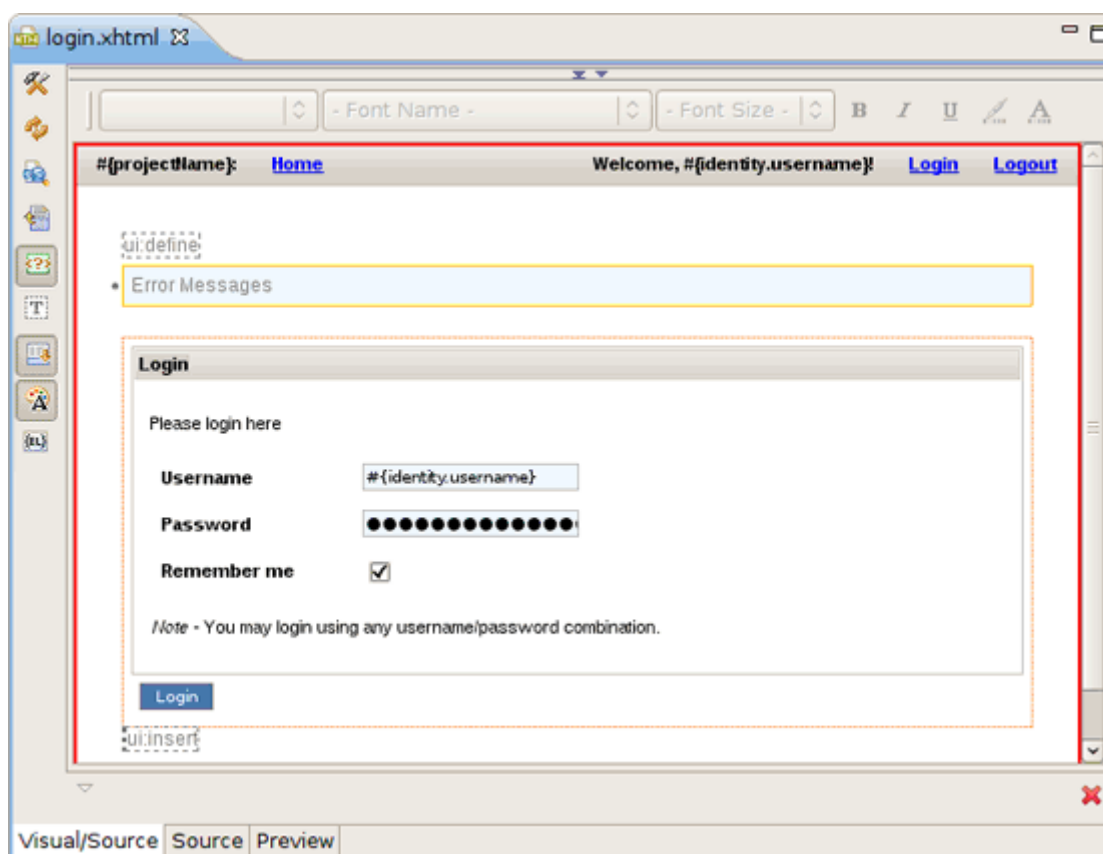 login.xhtml
- Font Name - - Font Size - B I U A
#{projectName}: Home Welcome, #{identity.username}! Login Logout
ui:define
Error Messages
Login
Please login here
Username #{identity.username}
Password
Remember me
Note - You may login using any username/password combination.
Login
ui:insert
Visual/Source Source Preview